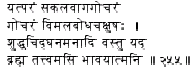 यत्परं सकलवागगोचरं
गोचरं विमलबोधचक्षुषः ।
शुद्धचिद्घनमनादि वस्तु यद्
ब्रह्म तत्त्वमसि भावयात्मनि ॥ २५५॥